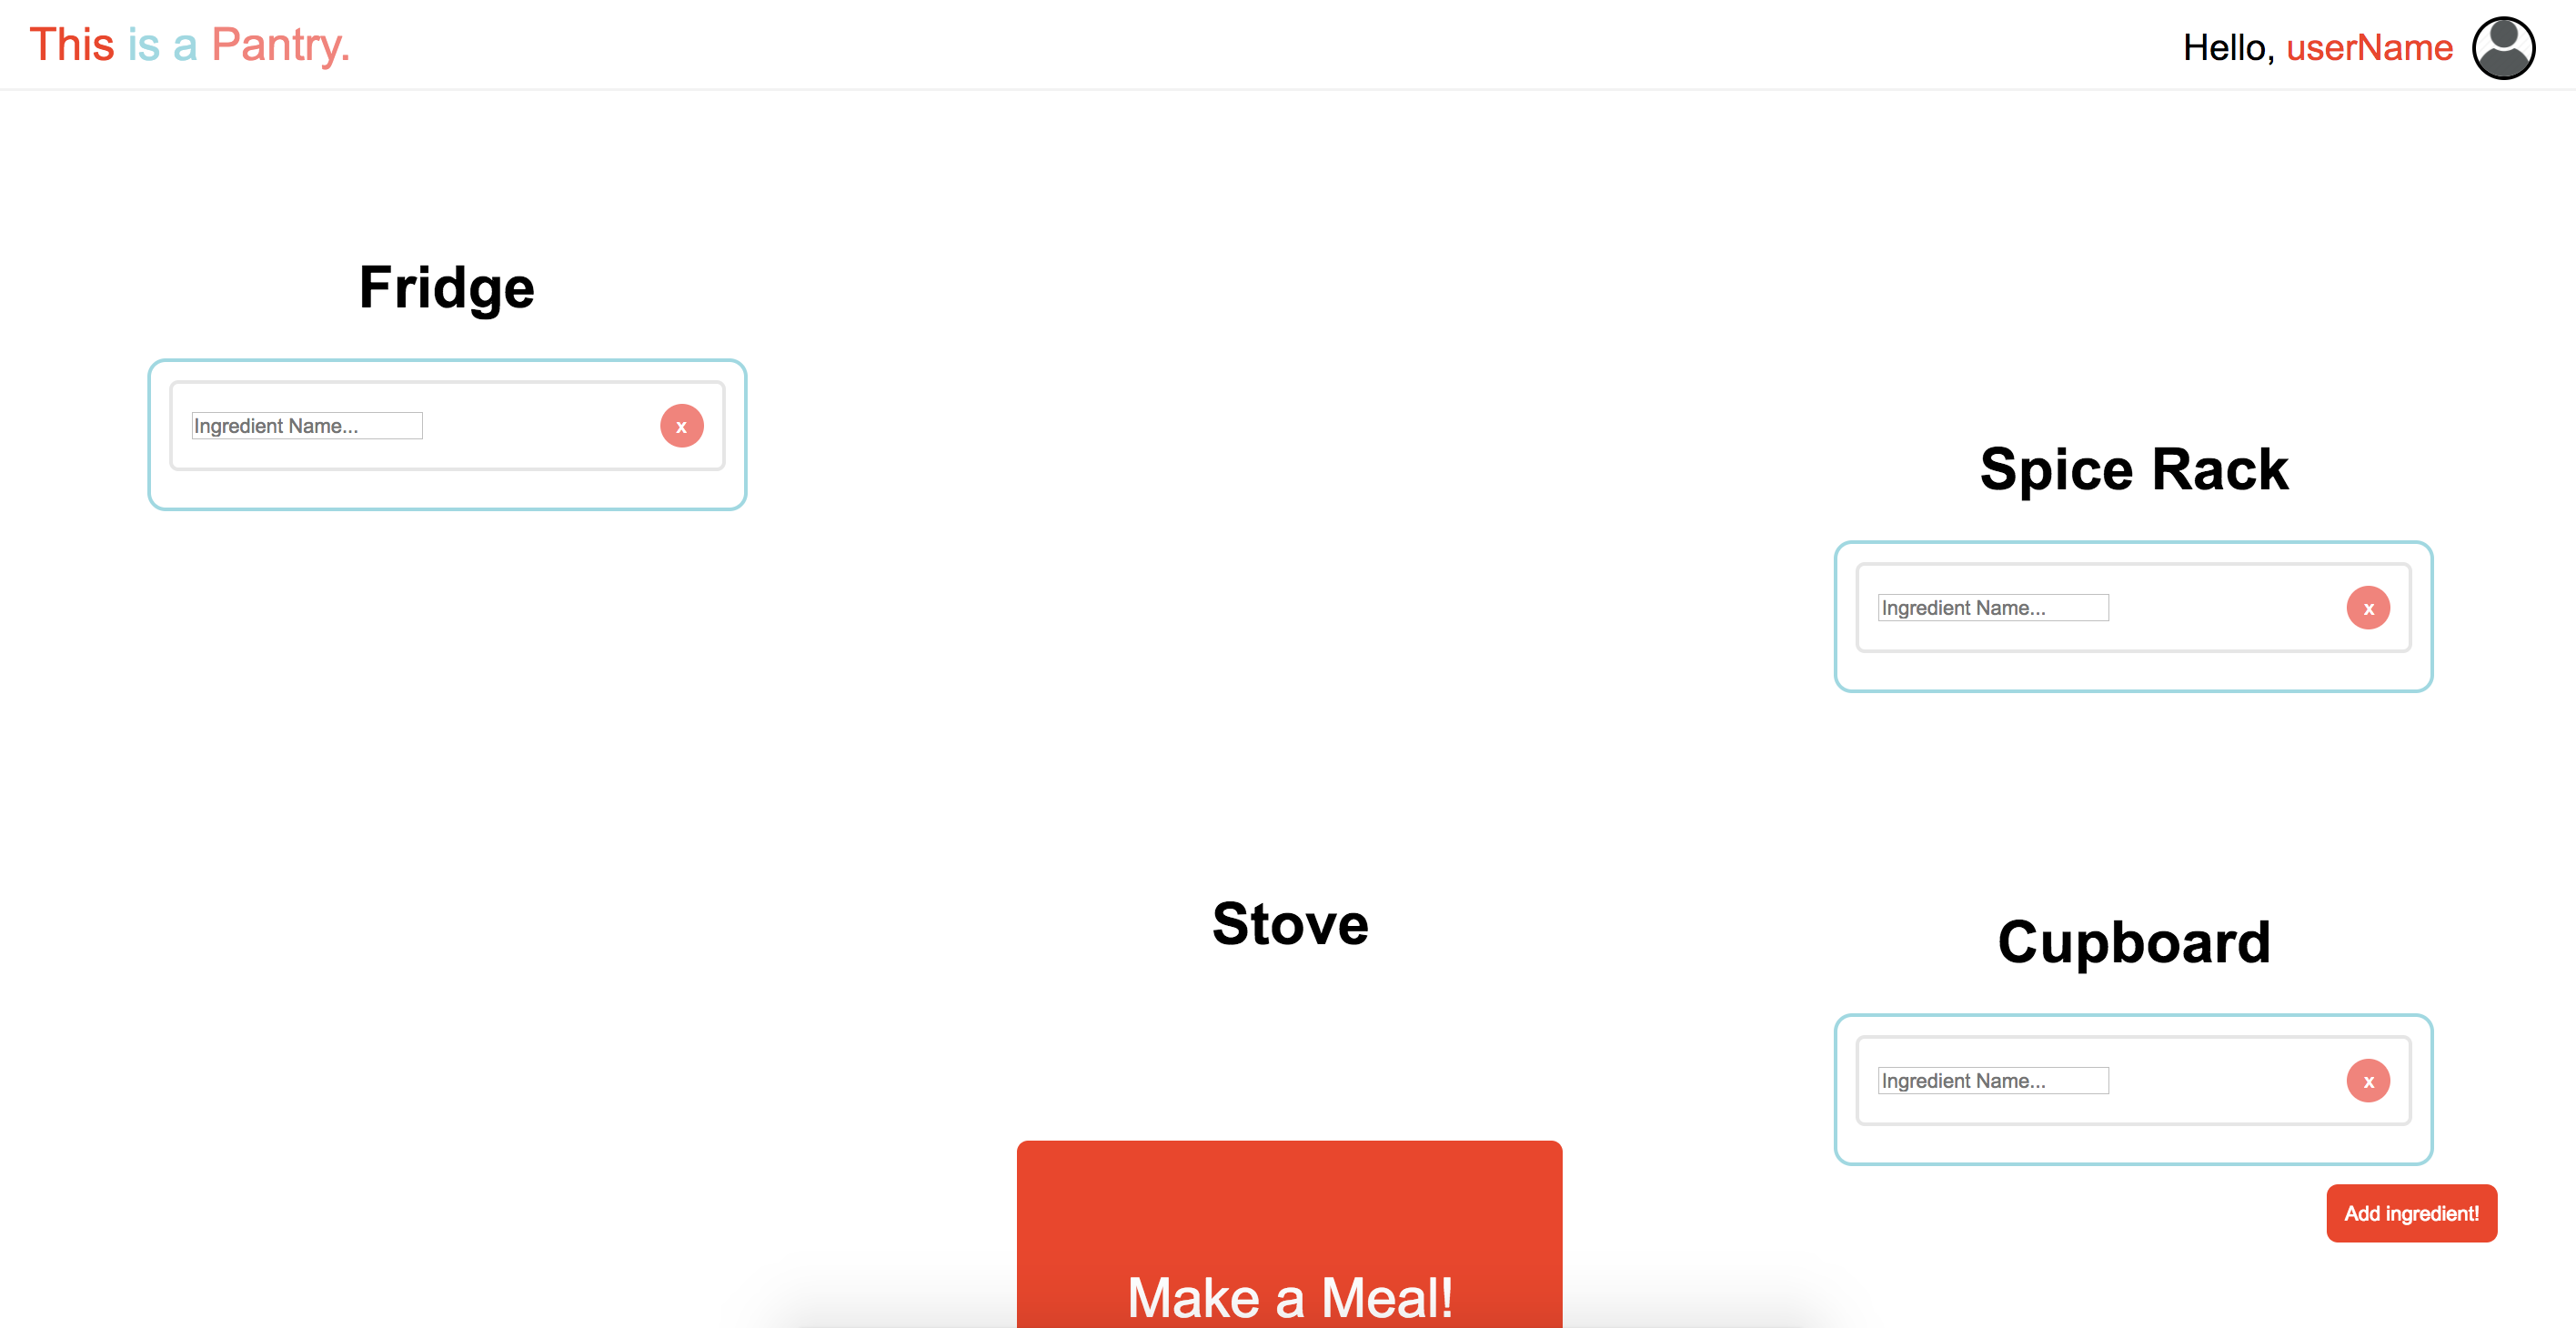 This is a Pantry.
Hello, userName
Fridge
Ingredient Name...
x
Spice Rack
Ingredient Name...
x
Stove
Make a Meal!
Cupboard
Ingredient Name...
x
Add ingredient!